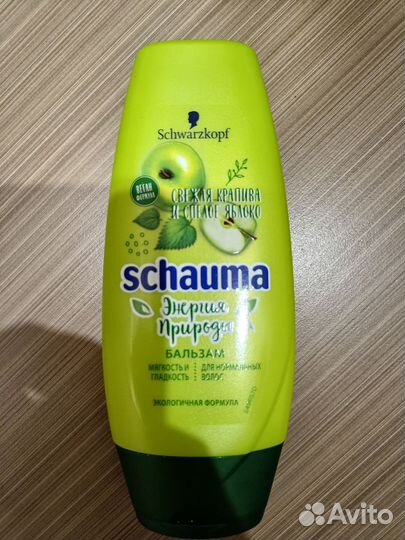 Schwarzkopf
ВЕГАН
ФОРМУЛА
СВЕЖАЯ КРАПИВА
И СПЕЛОЕ ЯБЛОКО
schauma
Энергия
Природы
БАЛЬЗАМ
МЯГКОСТЬ И
ГЛАДКОСТЬ
ДЛЯ НОРМАЛЬНЫХ
ВОЛОС
ЭКОЛОГИЧНАЯ ФОРМУЛА
Avito